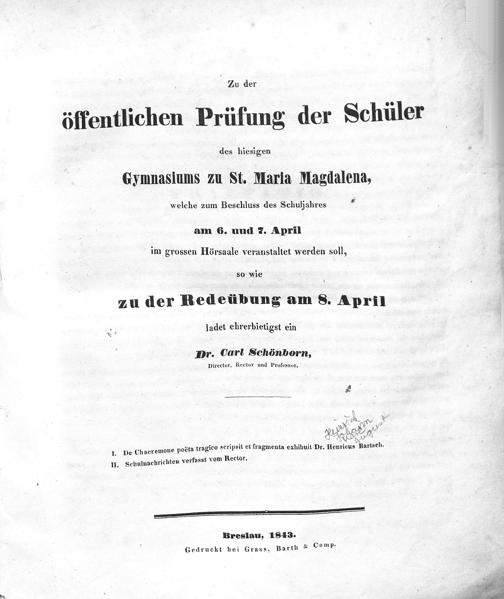 Zu der
öffentlichen Prüfung der Schüler
des hiesigen
Gymnasiums zu St. Maria Magdalena,
welche zum Beschluss des Schuljahres
am 6. und 7. April
im grossen Hörsaale veranstaltet werden soll,
so wie
zu der Redeübung am 8. April
ladet ehrerbietigst ein
Dr. Carl Schönborn,
Director, Rector und Professor.
I. De Chaeremone poëta tragico scripsit et fragmenta exhibuit Dr. Henricus Bartsch.
II. Schulnachrichten verfasst vom Rector.
Breslau, 1843.
Gedruckt bei Grass, Barth & Comp.